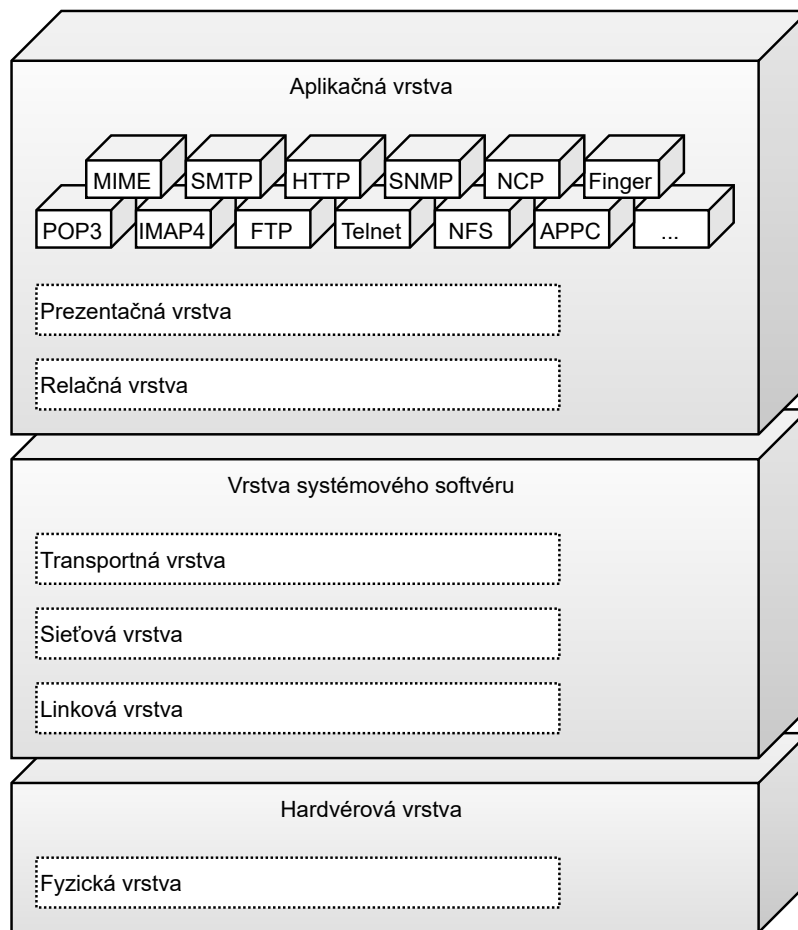 Aplikačná vrstva
MIME SMTP HTTP SNMP NCP Finger
POP3 IMAP4 FTP Telnet NFS APPC ...
Prezentačná vrstva
Relačná vrstva
Vrstva systémového softvéru
Transportná vrstva
Sieťová vrstva
Linková vrstva
Hardvérová vrstva
Fyzická vrstva